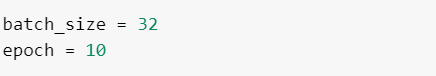 batch_size = 32
epoch = 10